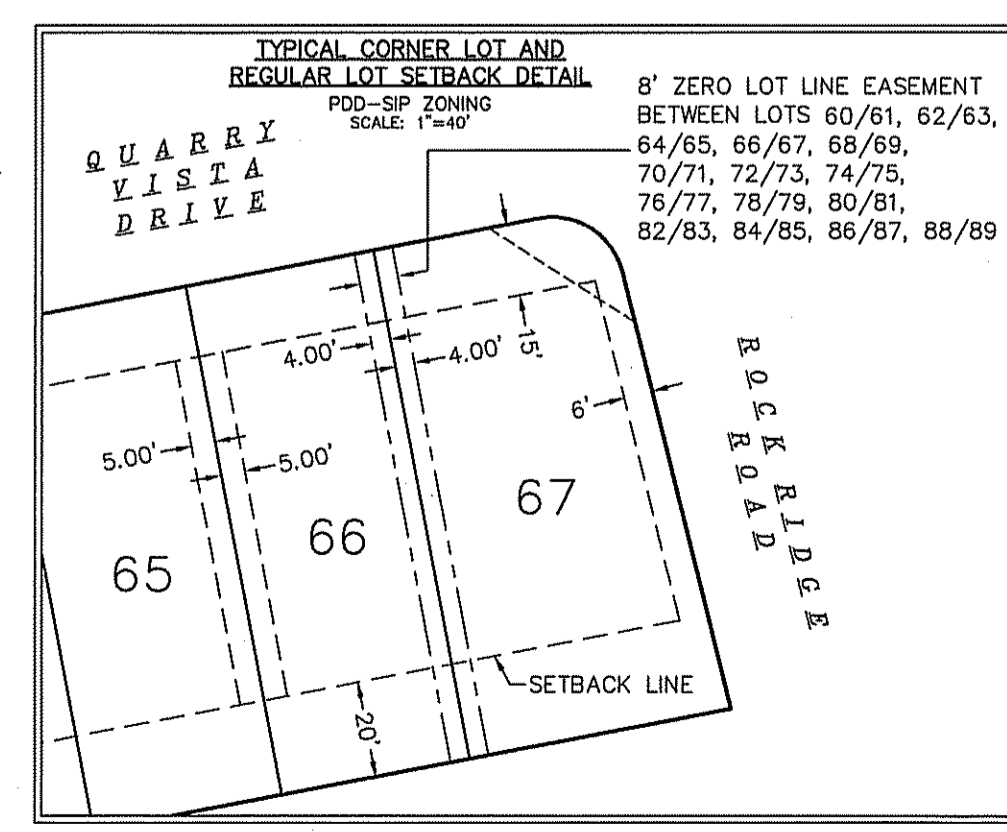 TYPICAL CORNER LOT AND
REGULAR LOT SETBACK DETAIL
PDD-SIP ZONING
SCALE: 1"=40'
8' ZERO LOT LINE EASEMENT
BETWEEN LOTS 60/61, 62/63,
64/65, 66/67, 68/69,
70/71, 72/73, 74/75,
76/77, 78/79, 80/81,
82/83, 84/85, 86/87, 88/89
QUARRY
VISTA
DRIVE
4.00'
4.00'
15'
6'
5.00'
5.00'
65
66
67
ROCK RIDGE
ROAD
SETBACK LINE
20'